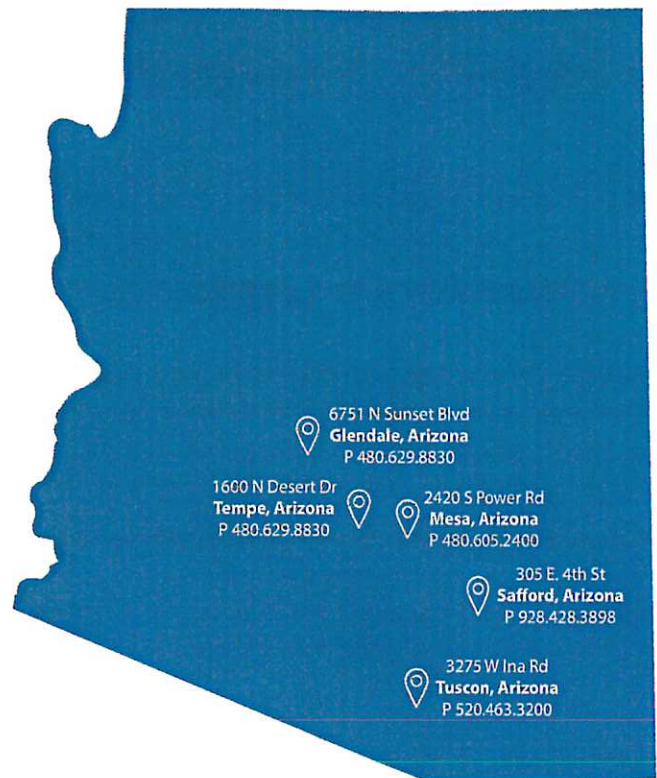 6751 N Sunset Blvd
Glendale, Arizona
P 480.629.8830
1600 N Desert Dr
Tempe, Arizona
P 480.629.8830
2420 S Power Rd
Mesa, Arizona
P 480.605.2400
305 E. 4th St
Safford, Arizona
P 928.428.3898
3275 W Ina Rd
Tuscon, Arizona
P 520.463.3200